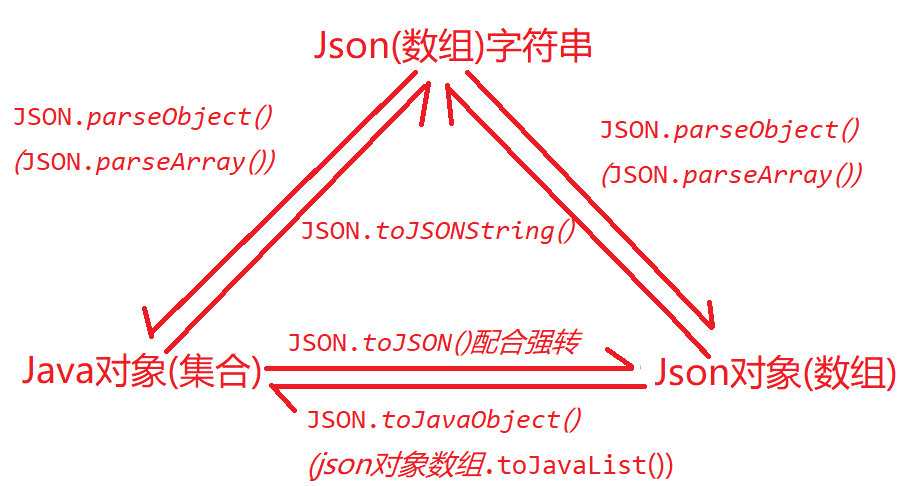 Json(数组)字符串
JSON.parseObject()
(JSON.parseArray())
JSON.parseObject()
(JSON.parseArray())
JSON.toJSONString()
JSON.toJSON()配合强转
Java对象(集合)
Json对象(数组)
JSON.toJavaObject()
(json对象数组.toJavaList())